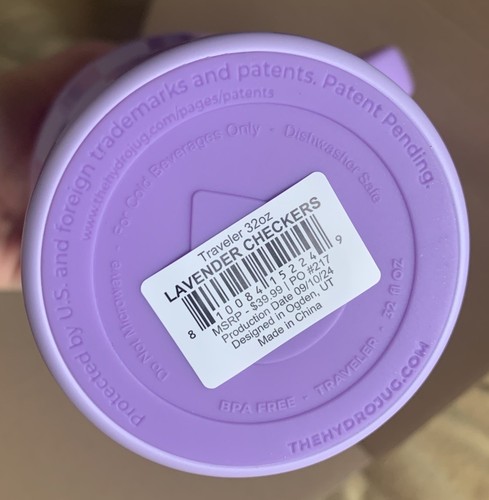 Protected by U.S. and foreign trademarks and patents. Patent Pending.
www.thehydrojug.com/pages/patents
Do Not Microwave · For Cold Beverages Only · Dishwasher Safe
Traveler 32oz
LAVENDER CHECKERS
8 10084 15224 9
MSRP - $39.99 | PO #217
Production Date 09/10/24
Designed in Ogden, UT
Made in China
BPA FREE · TRAVELER · 32 fl OZ
THEHYDROJUG.COM